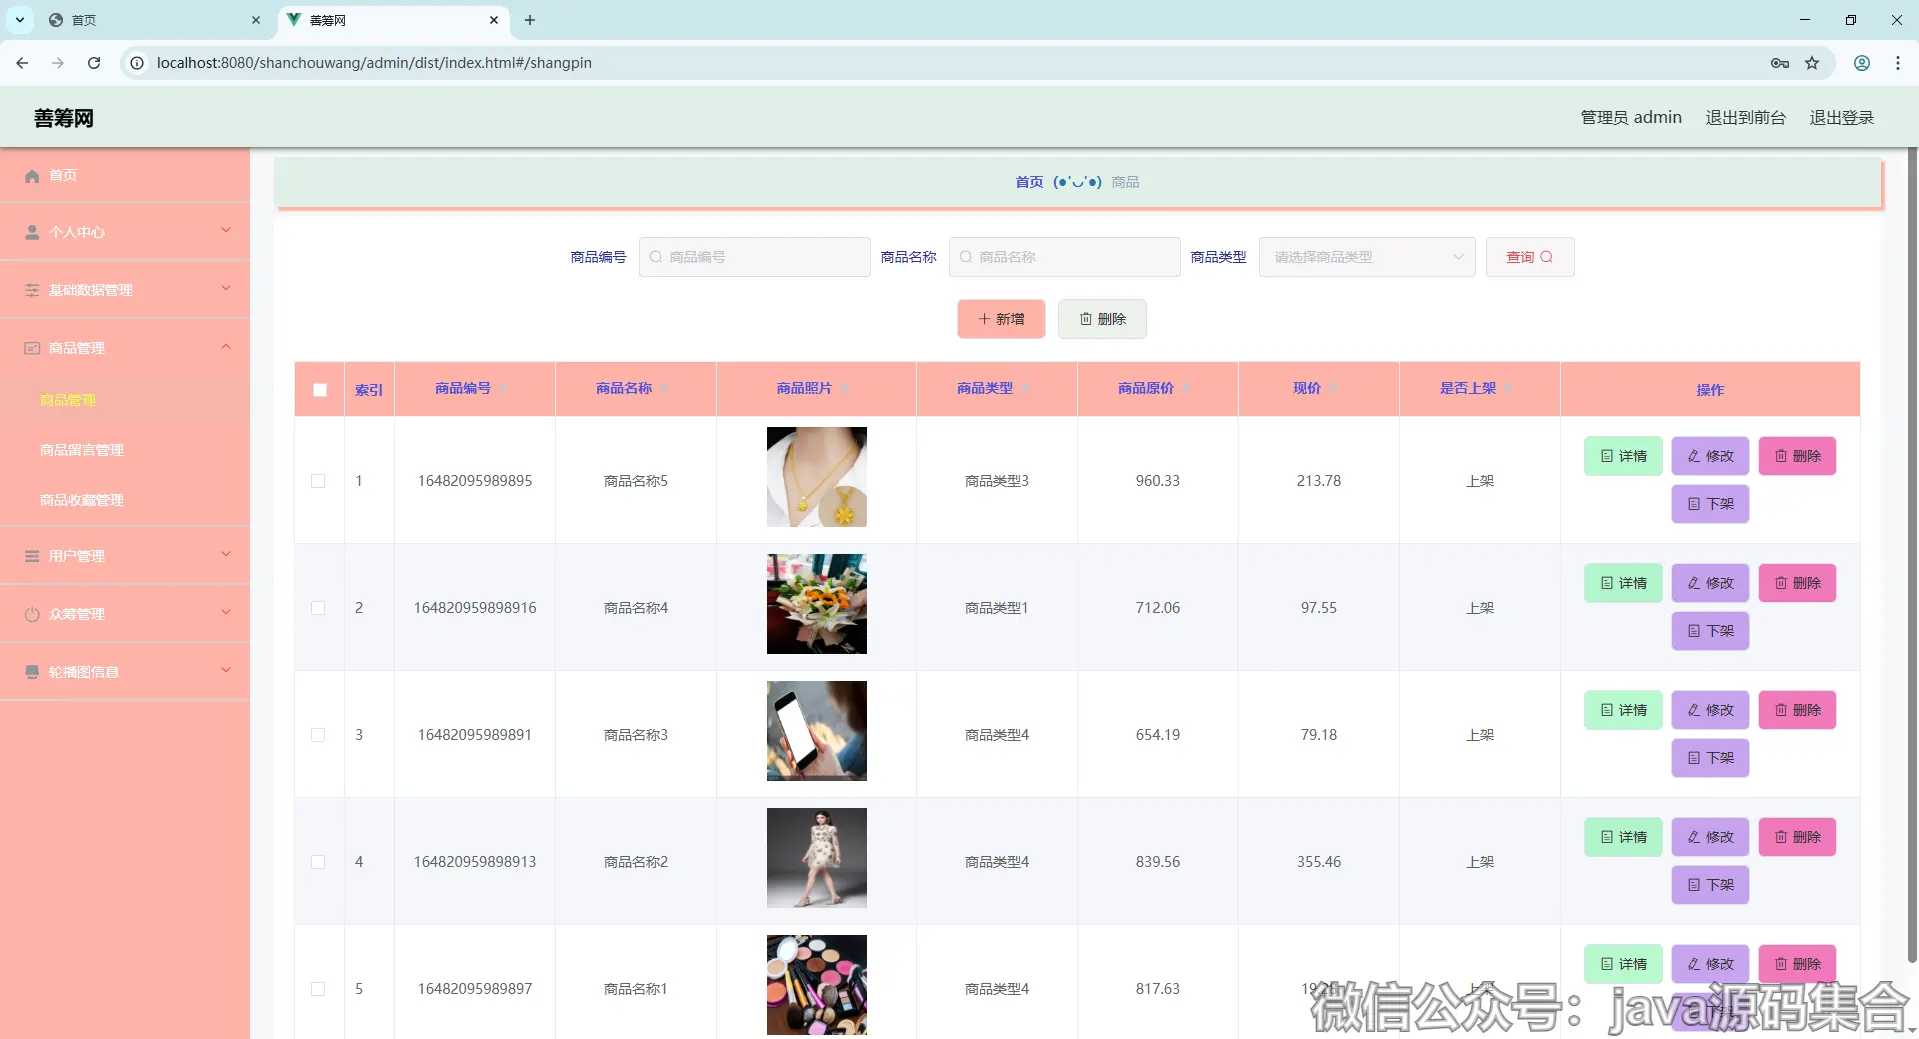 首页
善筹网
localhost:8080/shanchouwang/admin/dist/index.html#/shangpin
善筹网
管理员 admin 退出到前台 退出登录
首页
个人中心
基础数据管理
商品管理
商品管理
商品留言管理
商品收藏管理
用户管理
众筹管理
轮播图信息
首页 (●'◡'●) 商品
商品编号 商品编号 商品名称 商品名称 商品类型 请选择商品类型 查询
新增 删除
索引 商品编号 商品名称 商品照片 商品类型 商品原价 现价 是否上架 操作
1 16482095989895 商品名称5 商品类型3 960.33 213.78 上架 详情 修改 删除
下架
2 164820959898916 商品名称4 商品类型1 712.06 97.55 上架 详情 修改 删除
下架
3 16482095989891 商品名称3 商品类型4 654.19 79.18 上架 详情 修改 删除
下架
4 164820959898913 商品名称2 商品类型4 839.56 355.46 上架 详情 修改 删除
下架
5 16482095989897 商品名称1 商品类型4 817.63 上架 详情 修改 删除
微信公众号：java源码集合